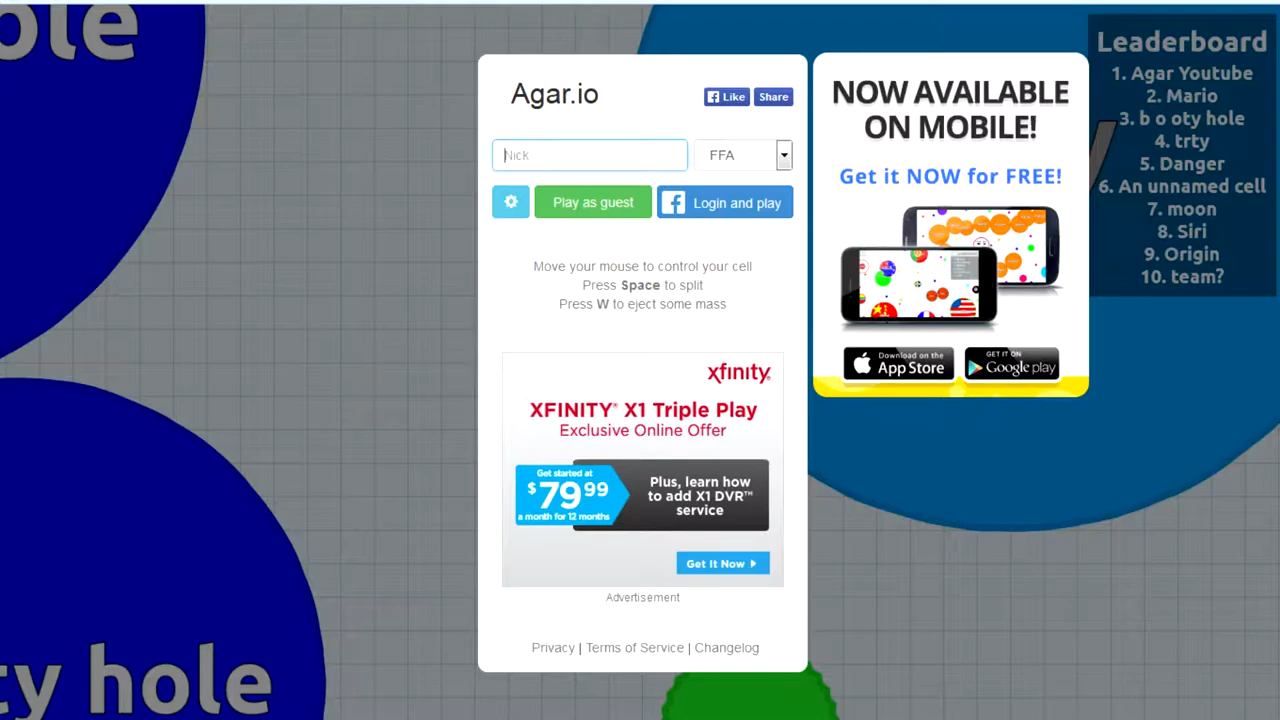 ole
Agar.io
Like
Share
Nick
FFA
Play as guest
Login and play
Move your mouse to control your cell
Press Space to split
Press W to eject some mass
xfinity
XFINITY® X1 Triple Play
Exclusive Online Offer
Get started at
$79.99
a month for 12 months
Plus, learn how
to add X1 DVR™
service
Get It Now
Advertisement
Privacy | Terms of Service | Changelog
NOW AVAILABLE
ON MOBILE!
Get it NOW for FREE!
Download on the
App Store
GET IT ON
Google play
Leaderboard
1. Agar Youtube
2. Mario
3. b o oty hole
4. trty
5. Danger
6. An unnamed cell
7. moon
8. Siri
9. Origin
10. team?
ty hole